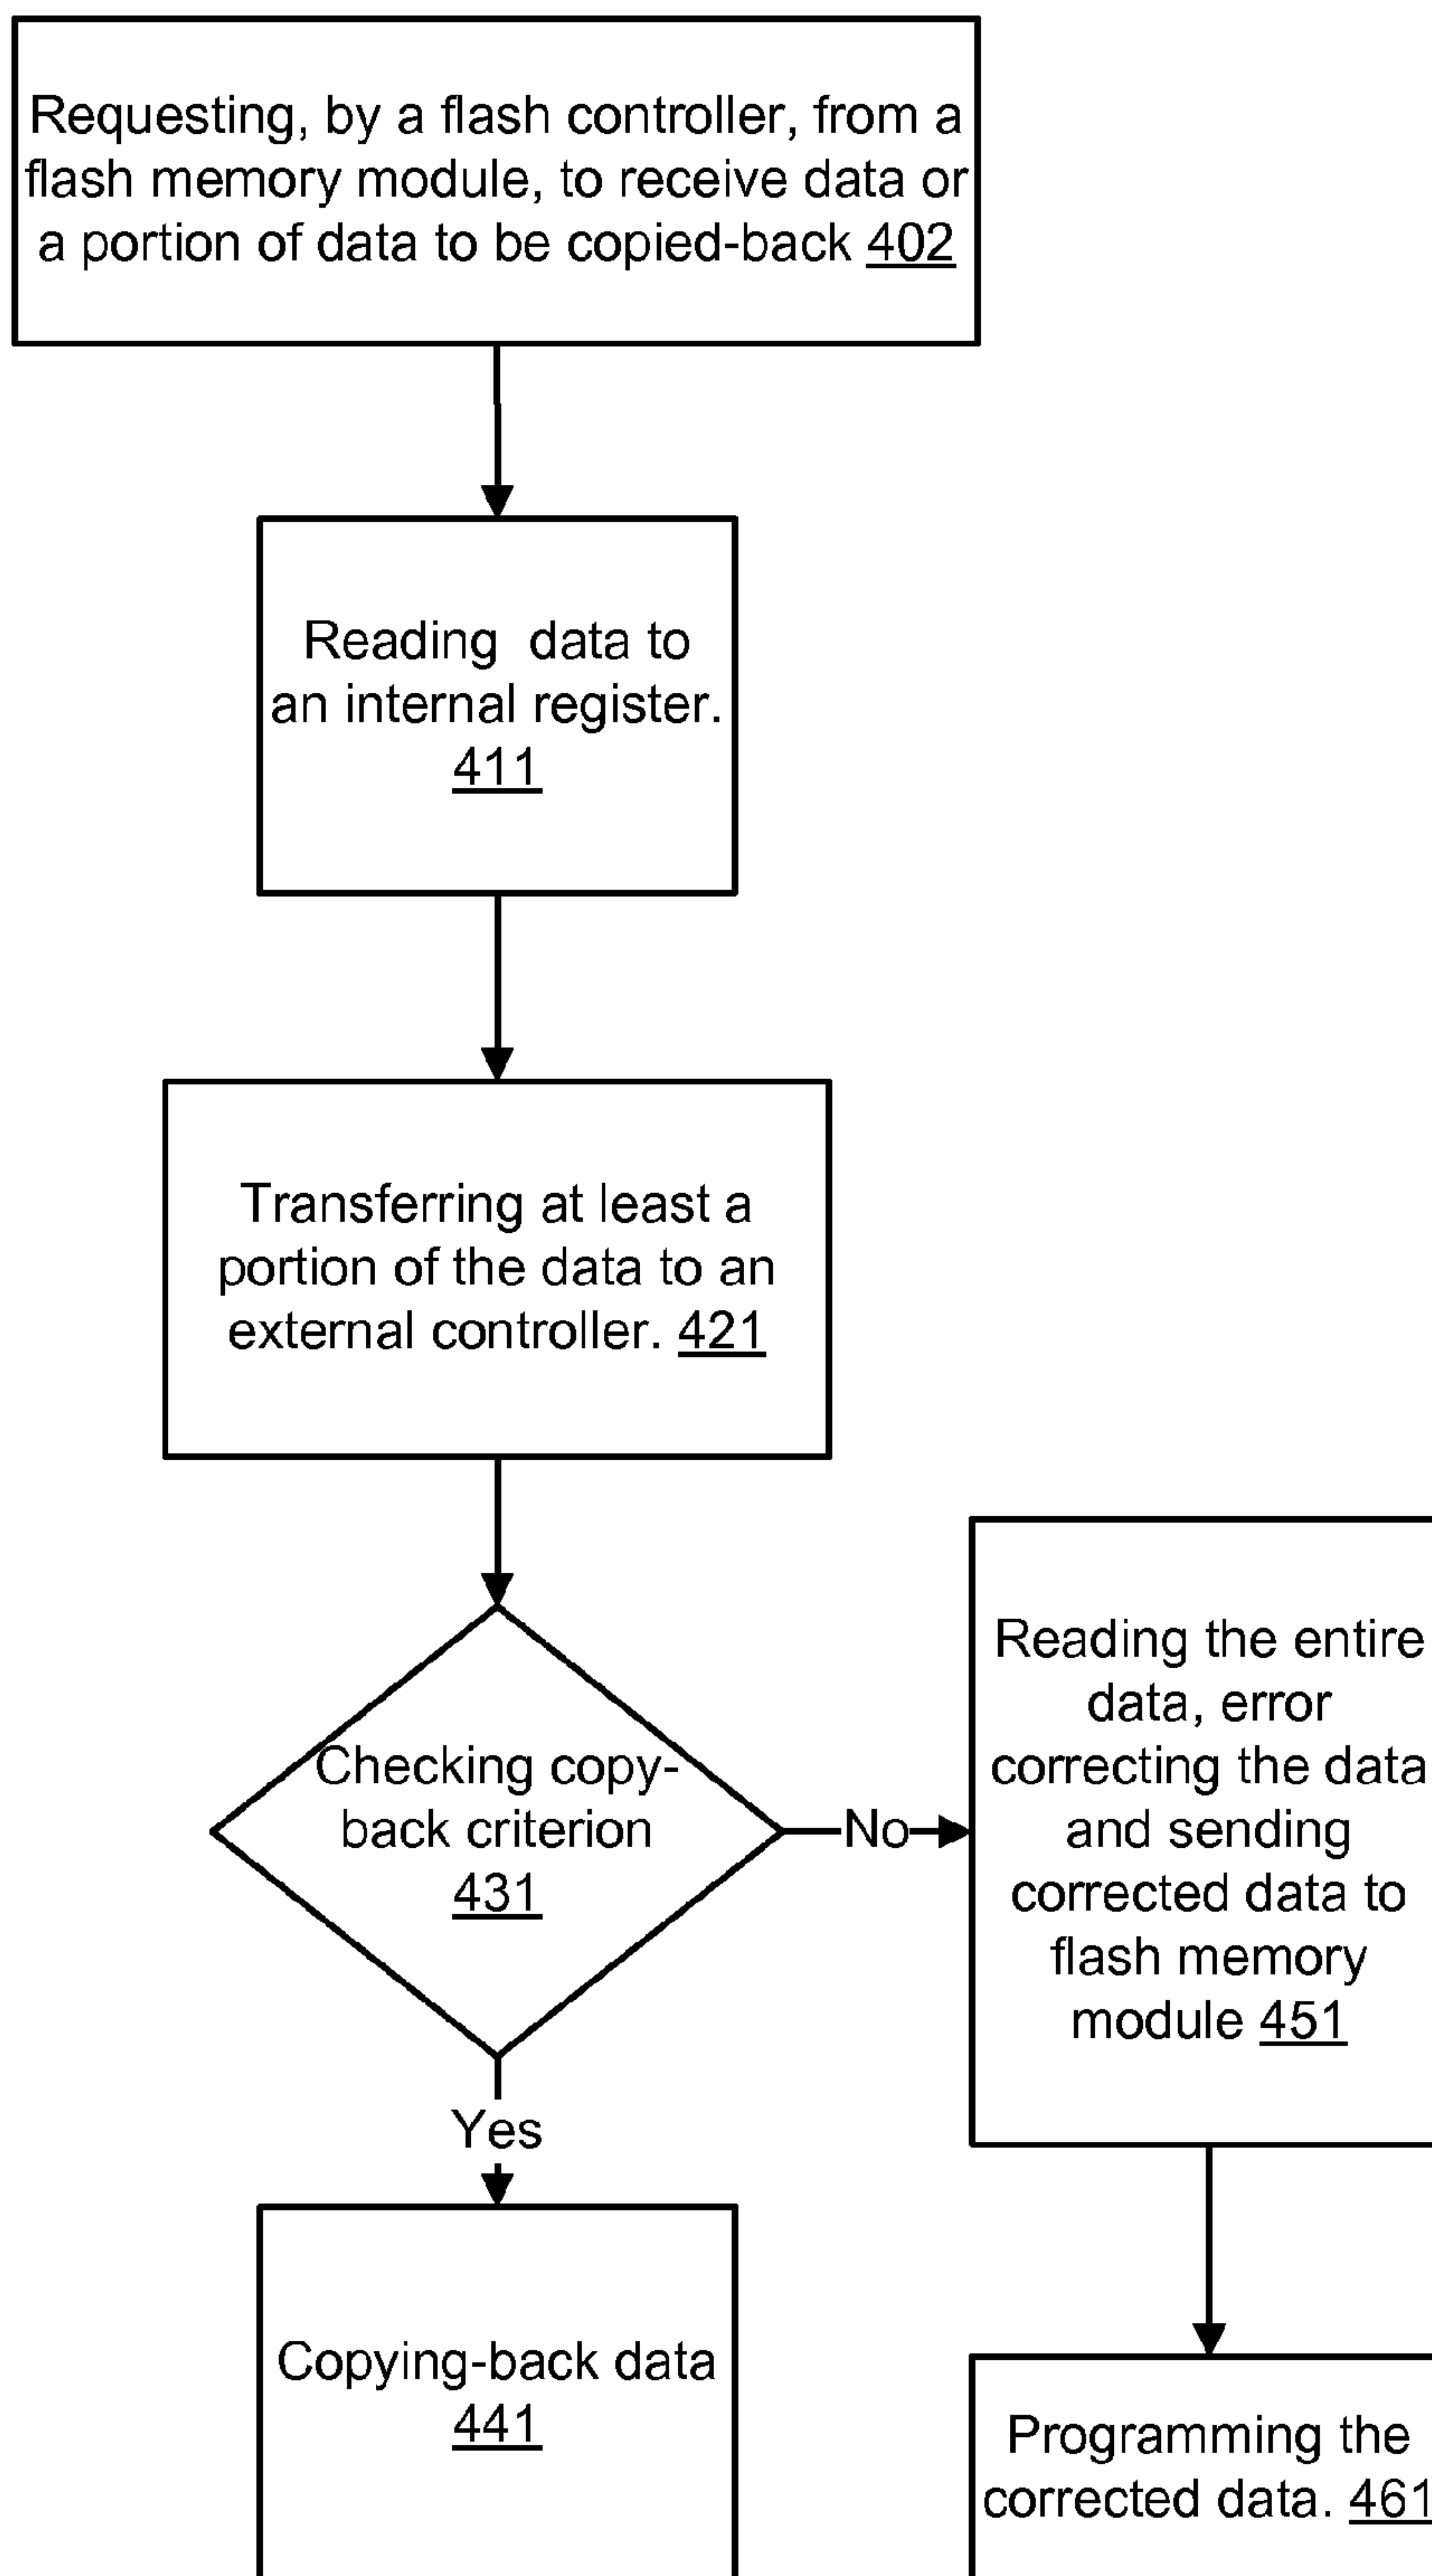 Requesting, by a flash controller, from a
flash memory module, to receive data or
a portion of data to be copied-back 402
Reading data to
an internal register.
411
Transferring at least a
portion of the data to an
external controller. 421
Checking copy-
back criterion
431
No
Reading the entire
data, error
correcting the data
and sending
corrected data to
flash memory
module 451
Yes
Copying-back data
441
Programming the
corrected data. 461